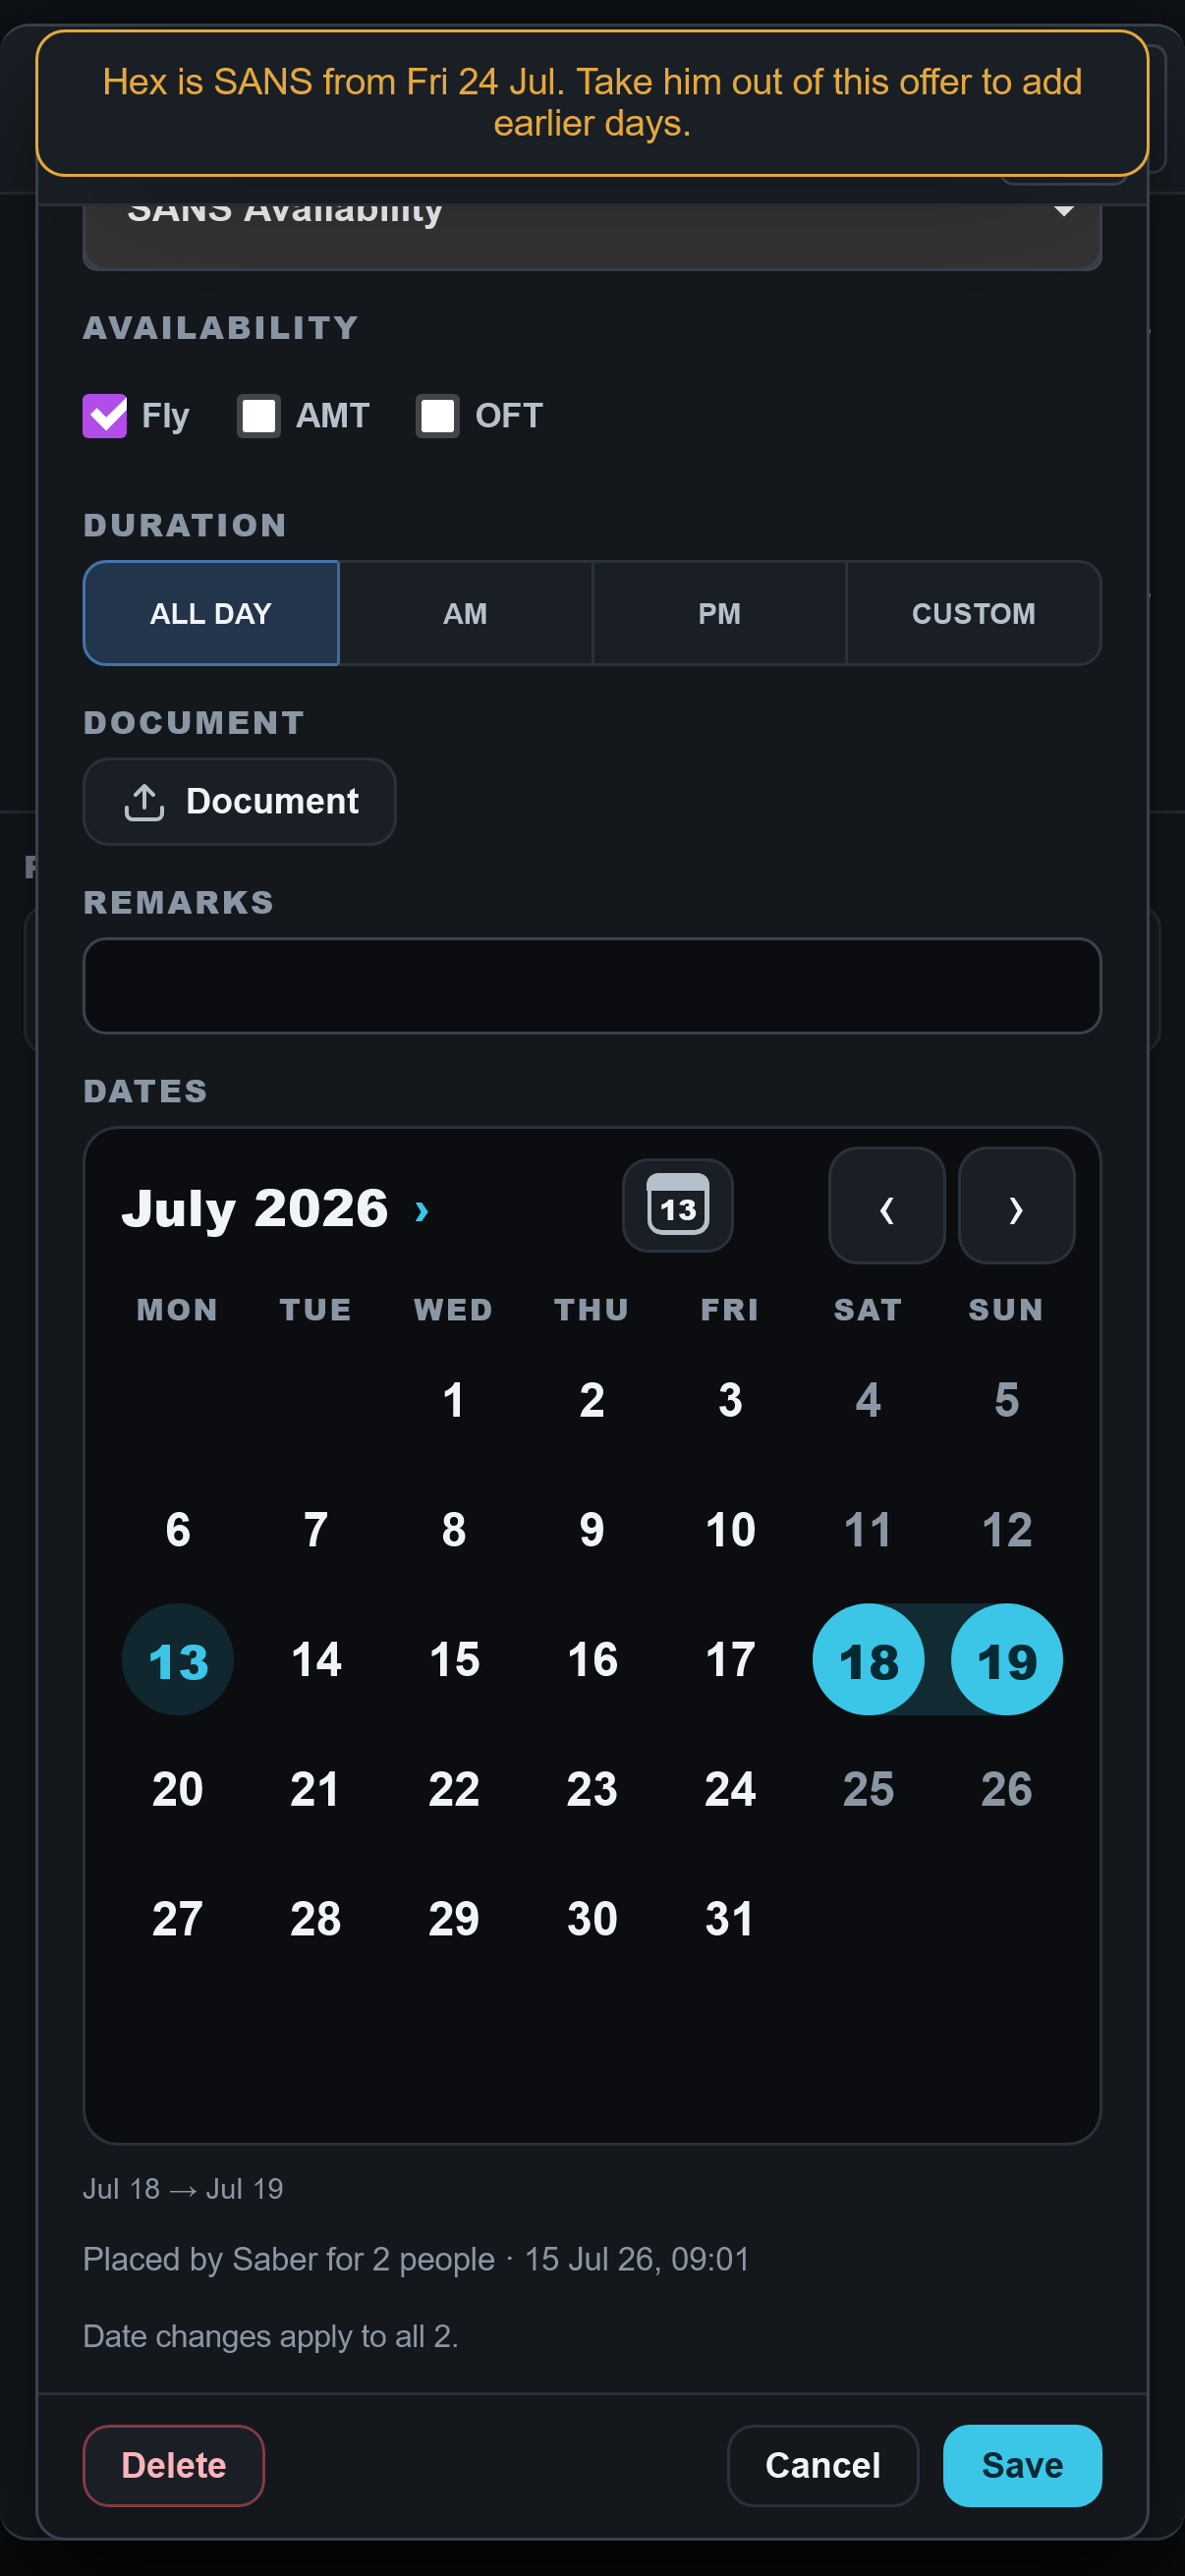 Hex is SANS from Fri 24 Jul. Take him out of this offer to add
earlier days.
SANS Availability
AVAILABILITY
Fly AMT OFT
DURATION
ALL DAY AM PM CUSTOM
DOCUMENT
Document
REMARKS
DATES
July 2026 › 13 ‹ ›
MON TUE WED THU FRI SAT SUN
1 2 3 4 5
6 7 8 9 10 11 12
13 14 15 16 17 18 19
20 21 22 23 24 25 26
27 28 29 30 31
Jul 18 → Jul 19
Placed by Saber for 2 people · 15 Jul 26, 09:01
Date changes apply to all 2.
Delete Cancel Save